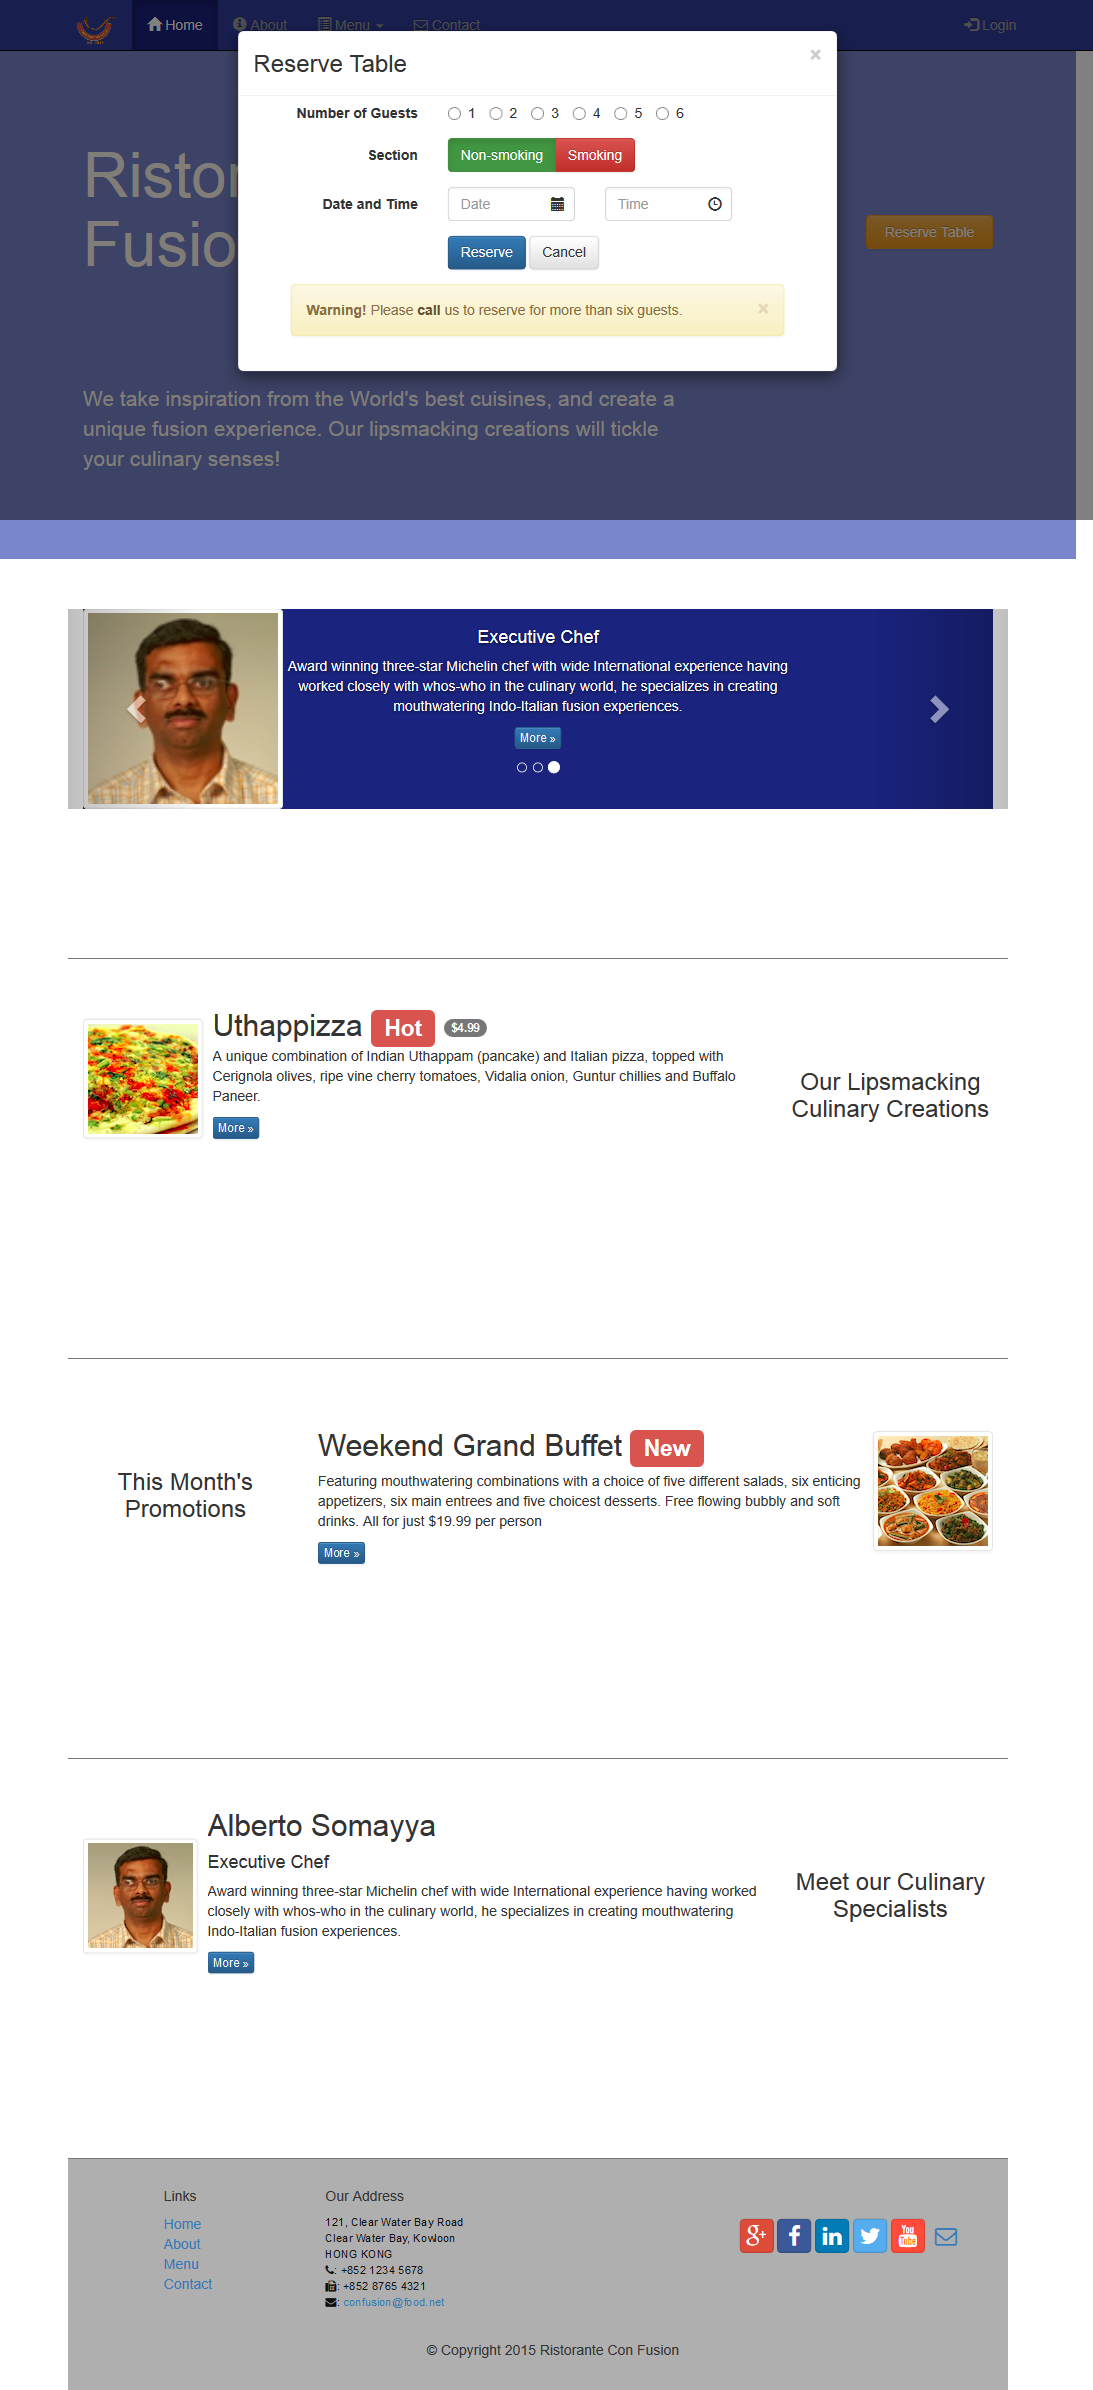 Home
About
Menu
Contact
Login
Reserve Table
×
Number of Guests
1 2 3 4 5 6
Section
Non-smoking
Smoking
Date and Time
Date
Time
Reserve
Cancel
Warning! Please call us to reserve for more than six guests.
×
Ristor
Fusio
Reserve Table
We take inspiration from the World's best cuisines, and create a
unique fusion experience. Our lipsmacking creations will tickle
your culinary senses!
Executive Chef
Award winning three-star Michelin chef with wide International experience having
worked closely with whos-who in the culinary world, he specializes in creating
mouthwatering Indo-Italian fusion experiences.
More »
Uthappizza Hot $4.99
A unique combination of Indian Uthappam (pancake) and Italian pizza, topped with
Cerignola olives, ripe vine cherry tomatoes, Vidalia onion, Guntur chillies and Buffalo
Paneer.
More »
Our Lipsmacking
Culinary Creations
This Month's
Promotions
Weekend Grand Buffet New
Featuring mouthwatering combinations with a choice of five different salads, six enticing
appetizers, six main entrees and five choicest desserts. Free flowing bubbly and soft
drinks. All for just $19.99 per person
More »
Alberto Somayya
Executive Chef
Award winning three-star Michelin chef with wide International experience having worked
closely with whos-who in the culinary world, he specializes in creating mouthwatering
Indo-Italian fusion experiences.
More »
Meet our Culinary
Specialists
Links
Home
About
Menu
Contact
Our Address
121, Clear Water Bay Road
Clear Water Bay, Kowloon
HONG KONG
: +852 1234 5678
: +852 8765 4321
: confusion@food.net
g+
f
in
You
Tube
© Copyright 2015 Ristorante Con Fusion